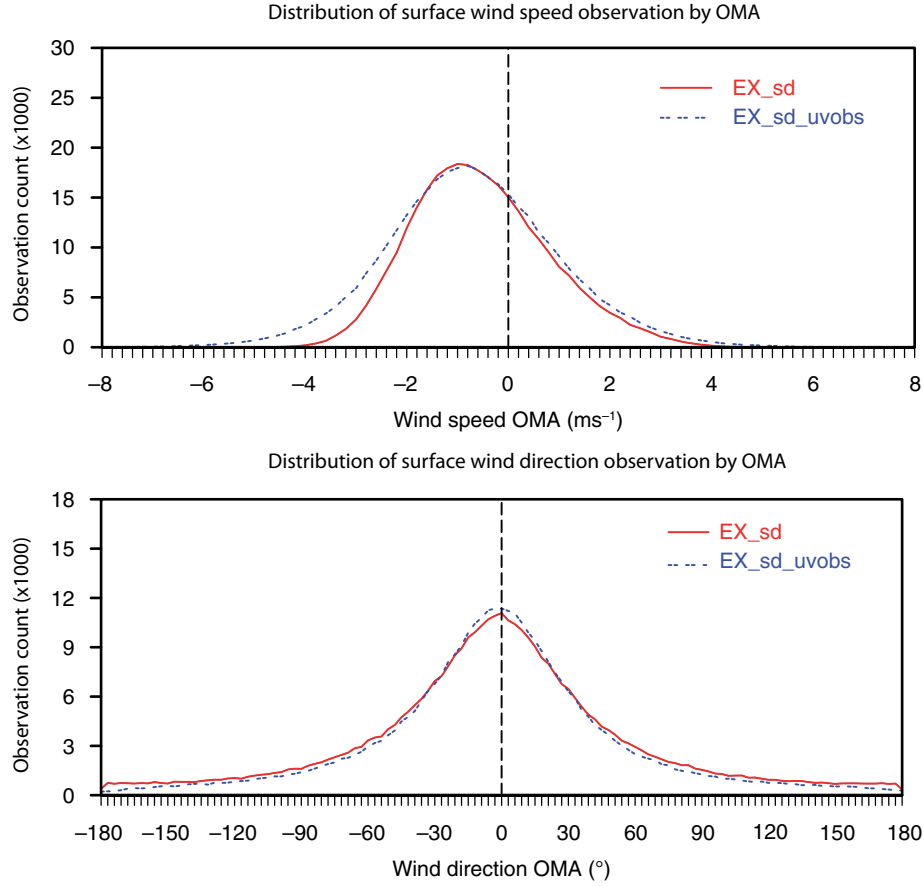 Distribution of surface wind speed observation by OMA
30
25
20
15
10
5
0
Observation count (x1000)
EX_sd
EX_sd_uvobs
–8 –6 –4 –2 0 2 4 6 8
Wind speed OMA (ms⁻¹)
Distribution of surface wind direction observation by OMA
18
15
12
9
6
3
0
Observation count (x1000)
EX_sd
EX_sd_uvobs
–180 –150 –120 –90 –60 –30 0 30 60 90 120 150 180
Wind direction OMA (°)